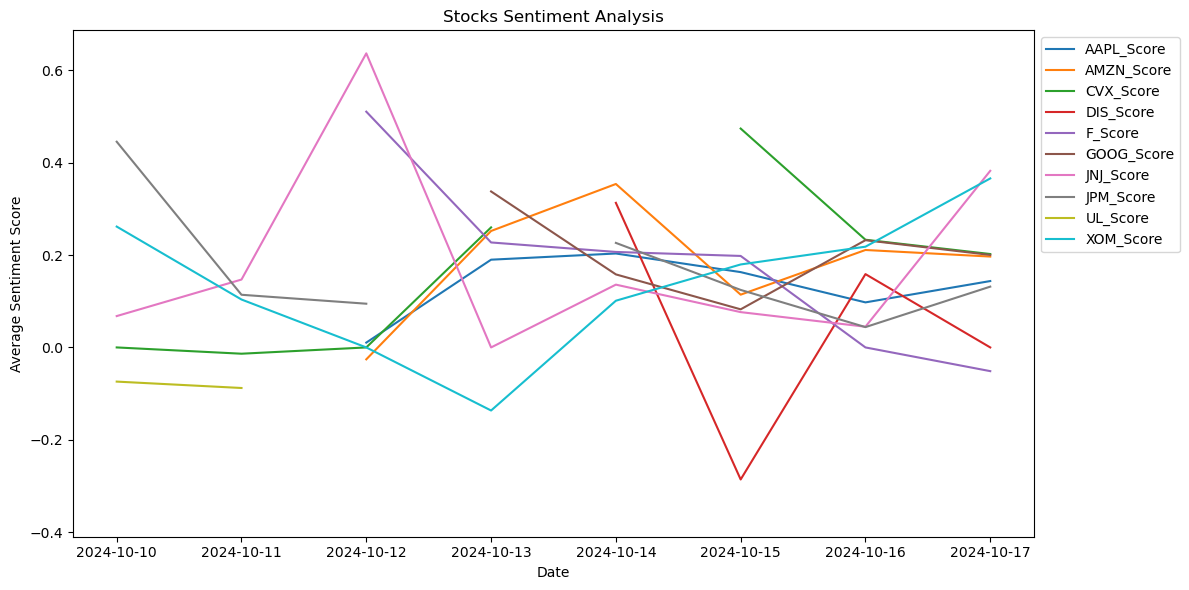 Stocks Sentiment Analysis
Average Sentiment Score
0.6
0.4
0.2
0.0
−0.2
−0.4
2024-10-10 2024-10-11 2024-10-12 2024-10-13 2024-10-14 2024-10-15 2024-10-16 2024-10-17
Date
AAPL_Score
AMZN_Score
CVX_Score
DIS_Score
F_Score
GOOG_Score
JNJ_Score
JPM_Score
UL_Score
XOM_Score